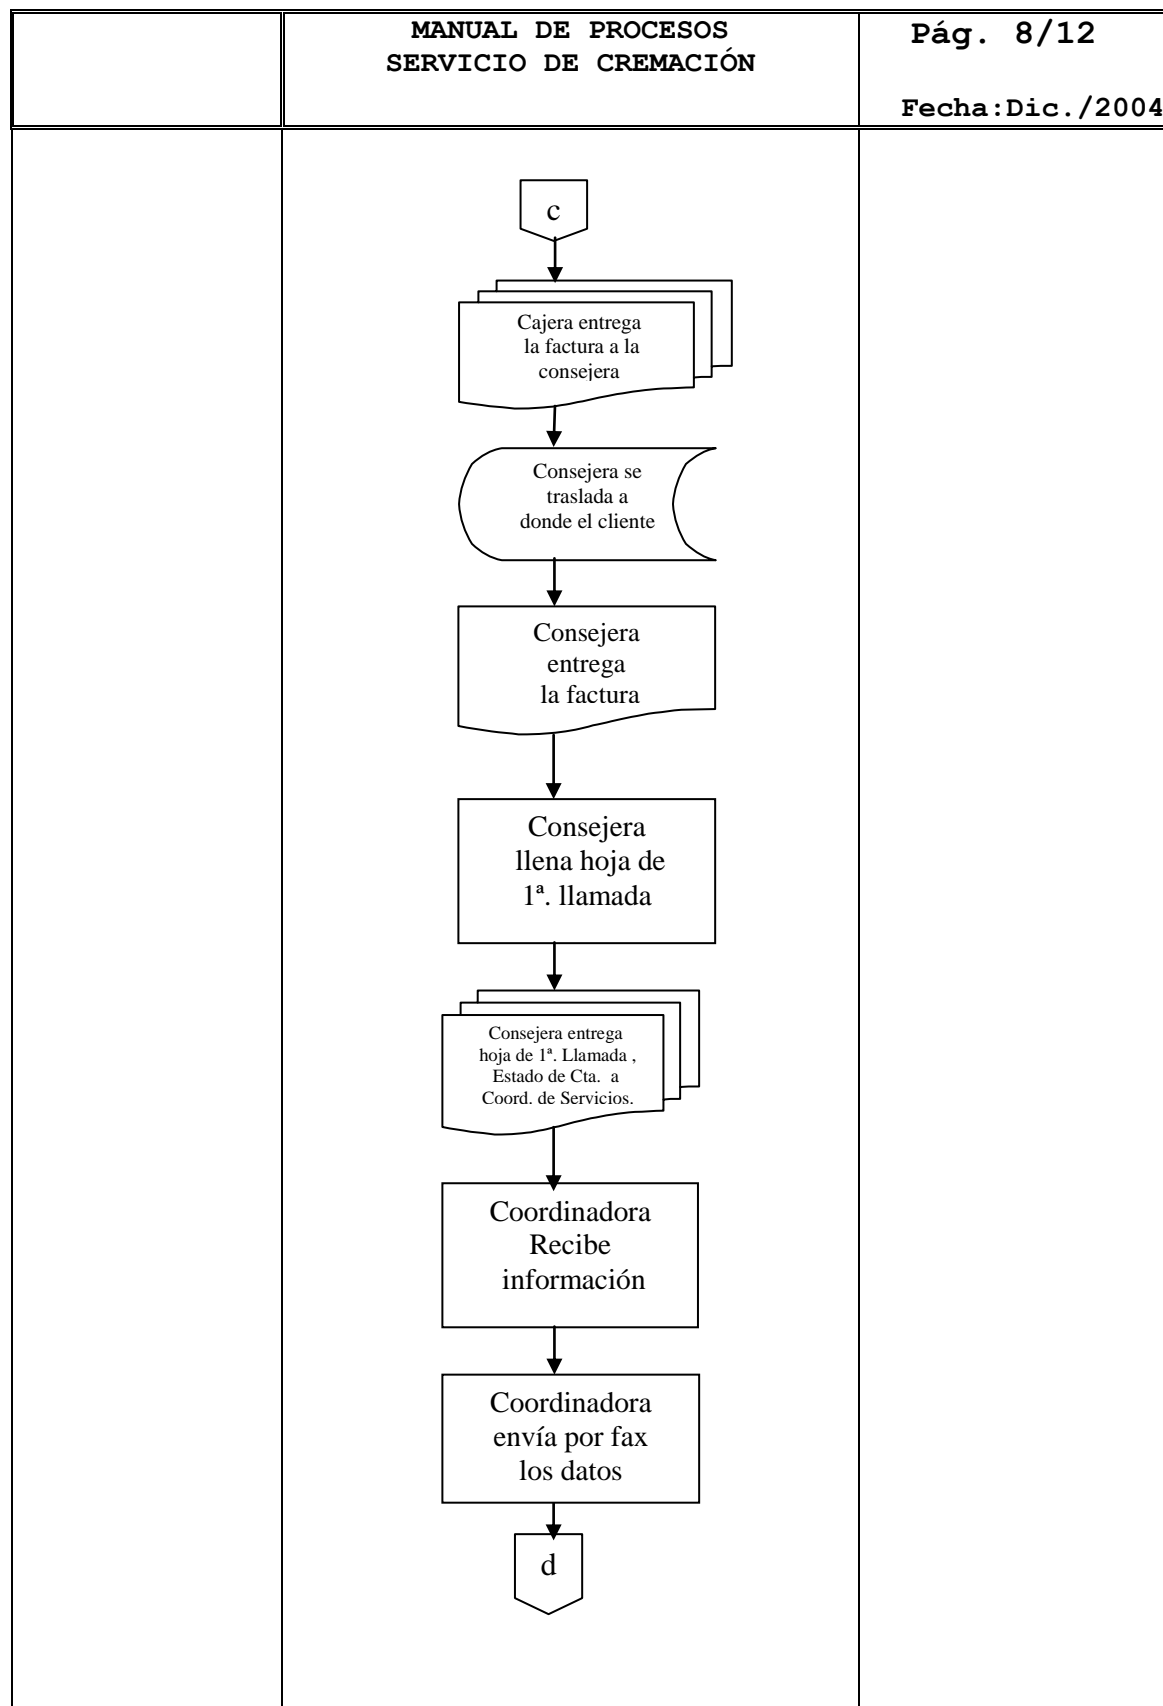 MANUAL DE PROCESOS
SERVICIO DE CREMACIÓN
Pág. 8/12
Fecha:Dic./2004
c
Cajera entrega
la factura a la
consejera
Consejera se
traslada a
donde el cliente
Consejera
entrega
la factura
Consejera
llena hoja de
1ª. llamada
Consejera entrega
hoja de 1ª. Llamada ,
Estado de Cta. a
Coord. de Servicios.
Coordinadora
Recibe
información
Coordinadora
envía por fax
los datos
d